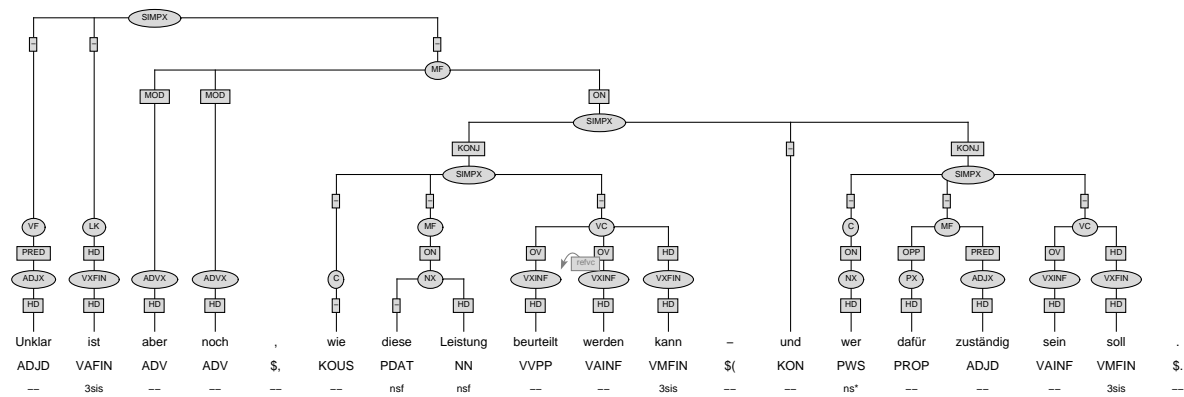 SIMPX
– – –
MF
MOD MOD ON
SIMPX
KONJ – KONJ
SIMPX SIMPX
– – – – – –
VF LK MF VC C MF VC
PRED HD ON OV OV HD ON OPP PRED OV HD
refvc
ADJX VXFIN ADVX ADVX C NX VXINF VXINF VXFIN NX PX ADJX VXINF VXFIN
HD HD HD HD – – HD HD HD HD HD HD HD HD HD
Unklar ist aber noch , wie diese Leistung beurteilt werden kann – und wer dafür zuständig sein soll .
ADJD VAFIN ADV ADV $, KOUS PDAT NN VVPP VAINF VMFIN $( KON PWS PROP ADJD VAINF VMFIN $.
–– 3sis –– –– –– –– nsf nsf –– –– 3sis –– –– ns* –– –– –– 3sis ––